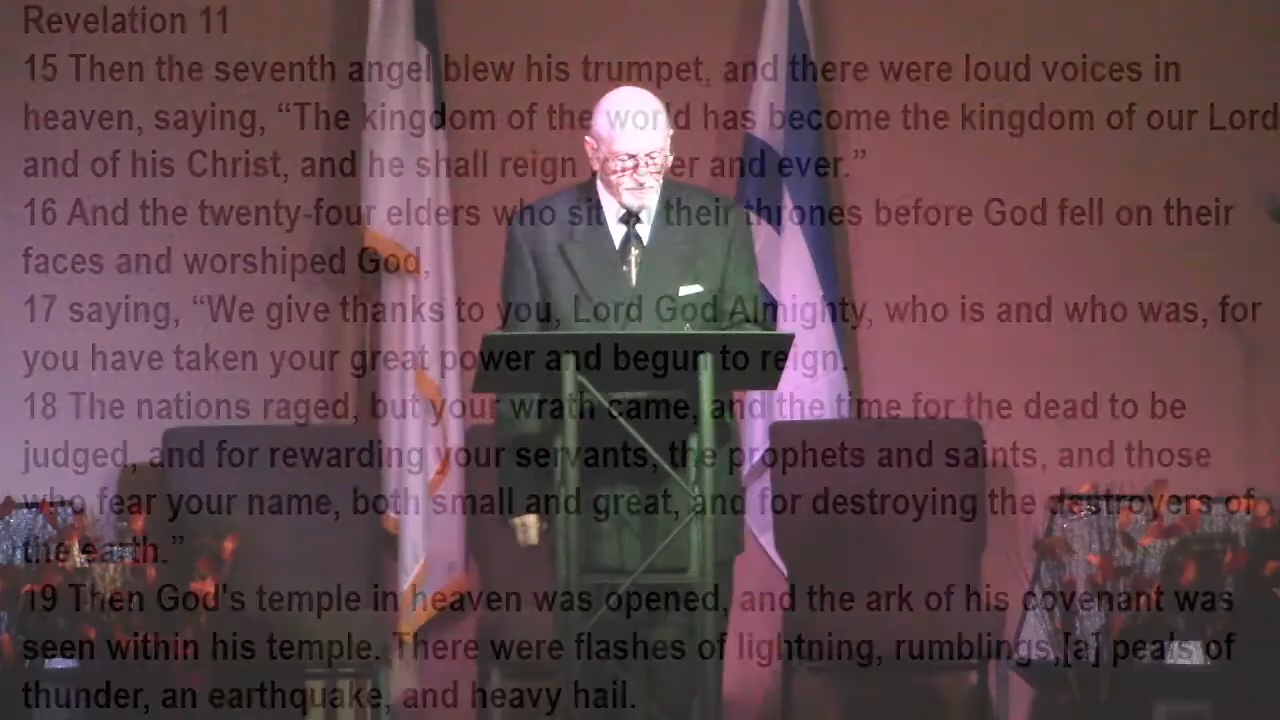 Revelation 11
15 Then the seventh angel blew his trumpet, and there were loud voices in
heaven, saying, “The kingdom of the world has become the kingdom of our Lord
and of his Christ, and he shall reign forever and ever.”
16 And the twenty-four elders who sit on their thrones before God fell on their
faces and worshiped God,
17 saying, “We give thanks to you, Lord God Almighty, who is and who was, for
you have taken your great power and begun to reign.
18 The nations raged, but your wrath came, and the time for the dead to be
judged, and for rewarding your servants, the prophets and saints, and those
who fear your name, both small and great, and for destroying the destroyers of
the earth.”
19 Then God's temple in heaven was opened, and the ark of his covenant was
seen within his temple. There were flashes of lightning, rumblings,[a] peals of
thunder, an earthquake, and heavy hail.